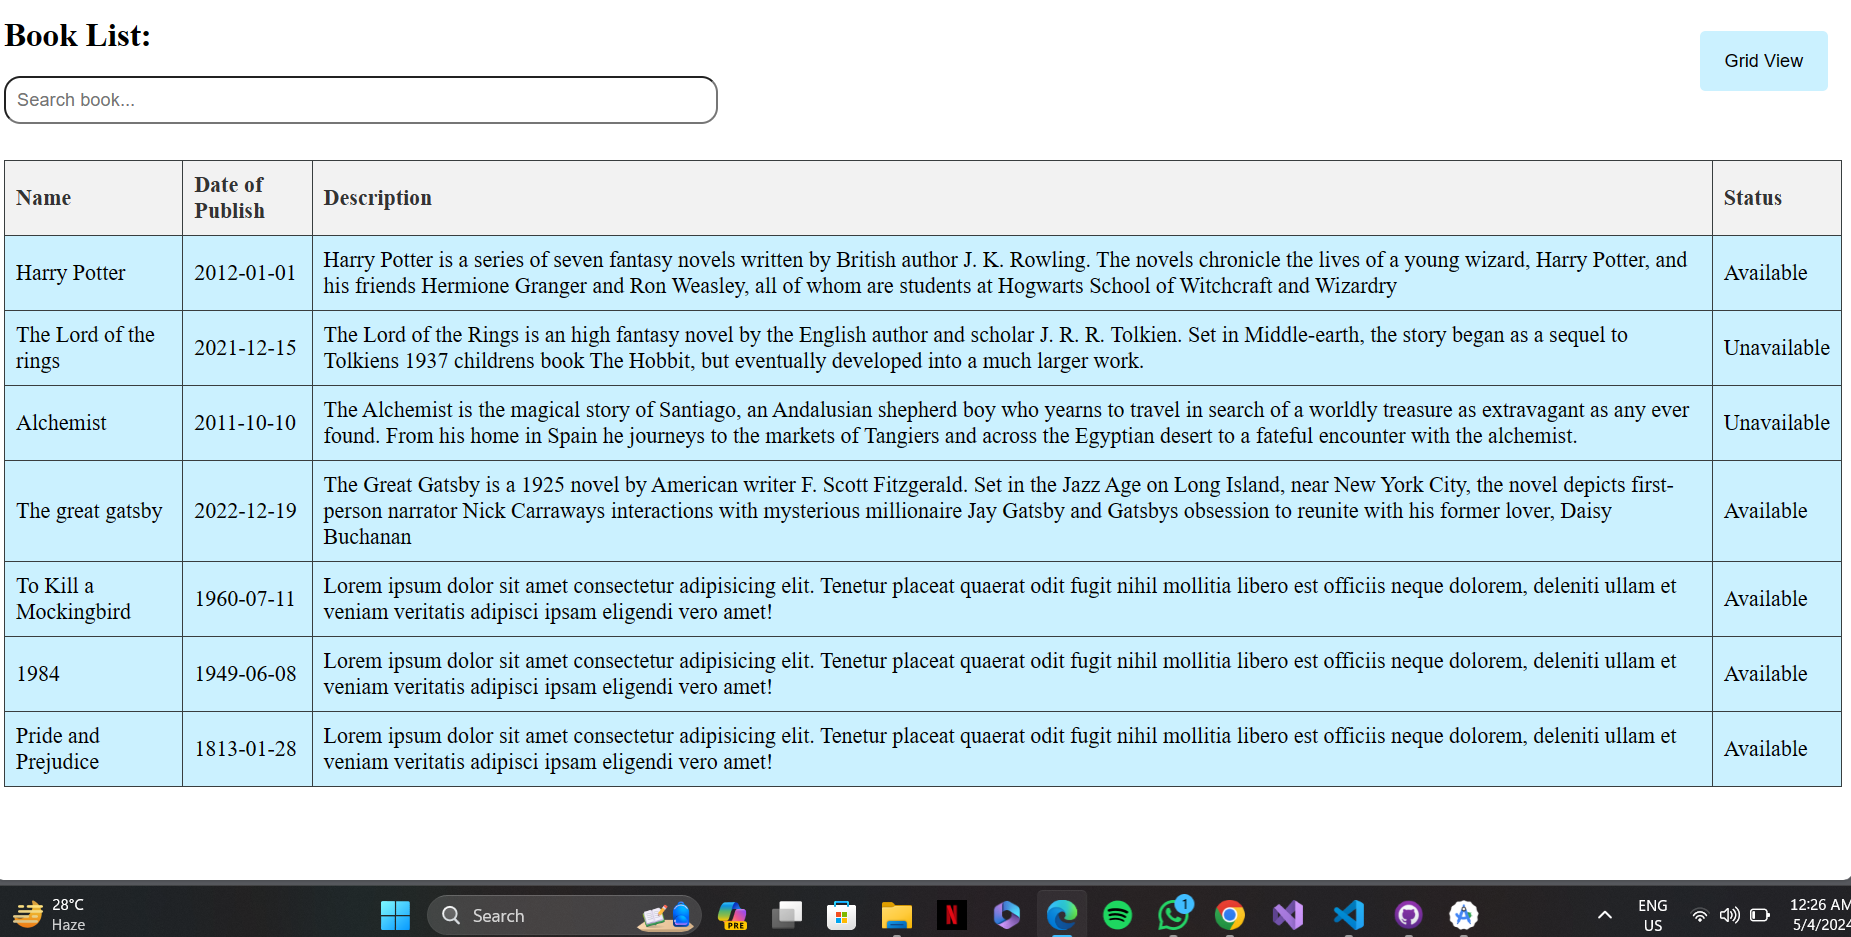 Book List:
Grid View
Search book...
Name
Date of
Publish
Description
Status
Harry Potter
2012-01-01
Harry Potter is a series of seven fantasy novels written by British author J. K. Rowling. The novels chronicle the lives of a young wizard, Harry Potter, and
his friends Hermione Granger and Ron Weasley, all of whom are students at Hogwarts School of Witchcraft and Wizardry
Available
The Lord of the
rings
2021-12-15
The Lord of the Rings is an high fantasy novel by the English author and scholar J. R. R. Tolkien. Set in Middle-earth, the story began as a sequel to
Tolkiens 1937 childrens book The Hobbit, but eventually developed into a much larger work.
Unavailable
Alchemist
2011-10-10
The Alchemist is the magical story of Santiago, an Andalusian shepherd boy who yearns to travel in search of a worldly treasure as extravagant as any ever
found. From his home in Spain he journeys to the markets of Tangiers and across the Egyptian desert to a fateful encounter with the alchemist.
Unavailable
The great gatsby
2022-12-19
The Great Gatsby is a 1925 novel by American writer F. Scott Fitzgerald. Set in the Jazz Age on Long Island, near New York City, the novel depicts first-
person narrator Nick Carraways interactions with mysterious millionaire Jay Gatsby and Gatsbys obsession to reunite with his former lover, Daisy
Buchanan
Available
To Kill a
Mockingbird
1960-07-11
Lorem ipsum dolor sit amet consectetur adipisicing elit. Tenetur placeat quaerat odit fugit nihil mollitia libero est officiis neque dolorem, deleniti ullam et
veniam veritatis adipisci ipsam eligendi vero amet!
Available
1984
1949-06-08
Lorem ipsum dolor sit amet consectetur adipisicing elit. Tenetur placeat quaerat odit fugit nihil mollitia libero est officiis neque dolorem, deleniti ullam et
veniam veritatis adipisci ipsam eligendi vero amet!
Available
Pride and
Prejudice
1813-01-28
Lorem ipsum dolor sit amet consectetur adipisicing elit. Tenetur placeat quaerat odit fugit nihil mollitia libero est officiis neque dolorem, deleniti ullam et
veniam veritatis adipisci ipsam eligendi vero amet!
Available
28°C
Haze
Search
PRE
N
1
ENG
US
12:26 AM
5/4/2024